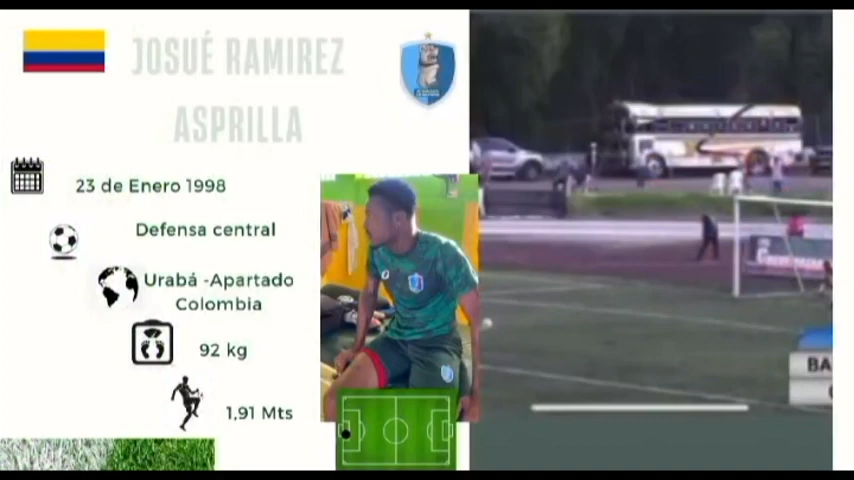 JOSUÉ RAMIREZ
ASPRILLA
23 de Enero 1998
Defensa central
Urabá -Apartado
Colombia
92 kg
1,91 Mts
BA